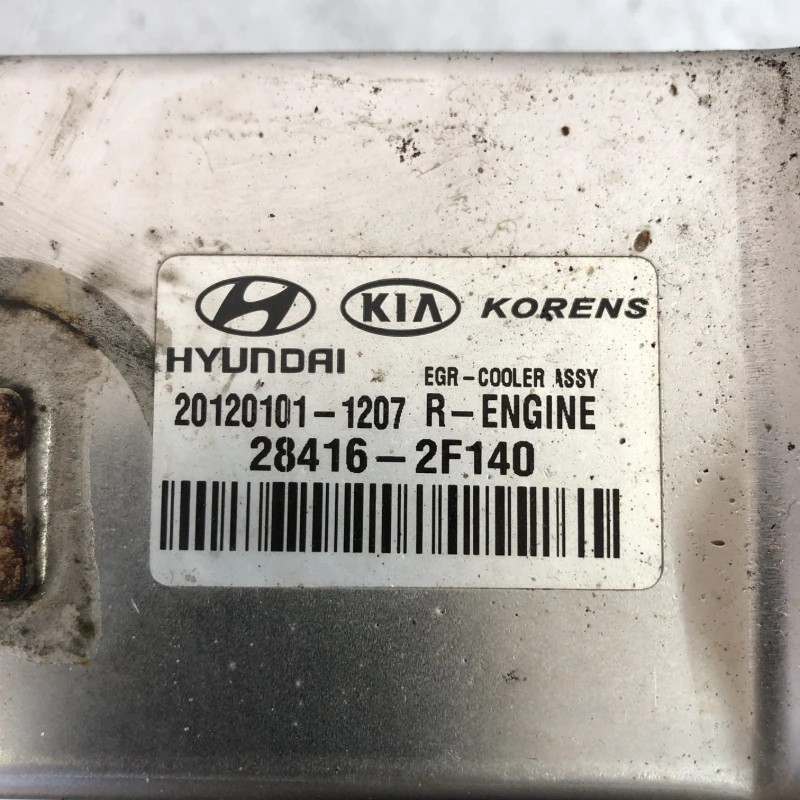 KIA KORENS
HYUNDAI
EGR-COOLER ASSY
20120101-1207 R-ENGINE
28416-2F140